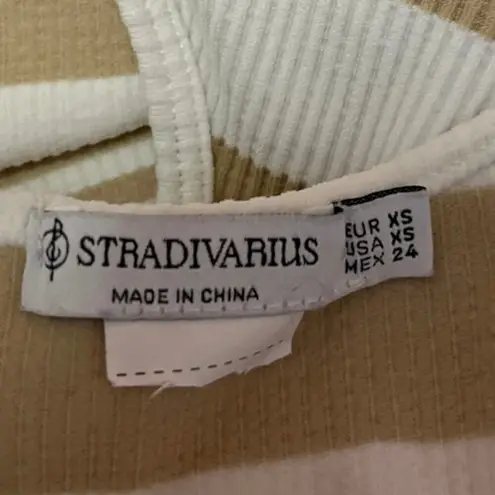 STRADIVARIUS
MADE IN CHINA
EUR XS
USA XS
MEX 24